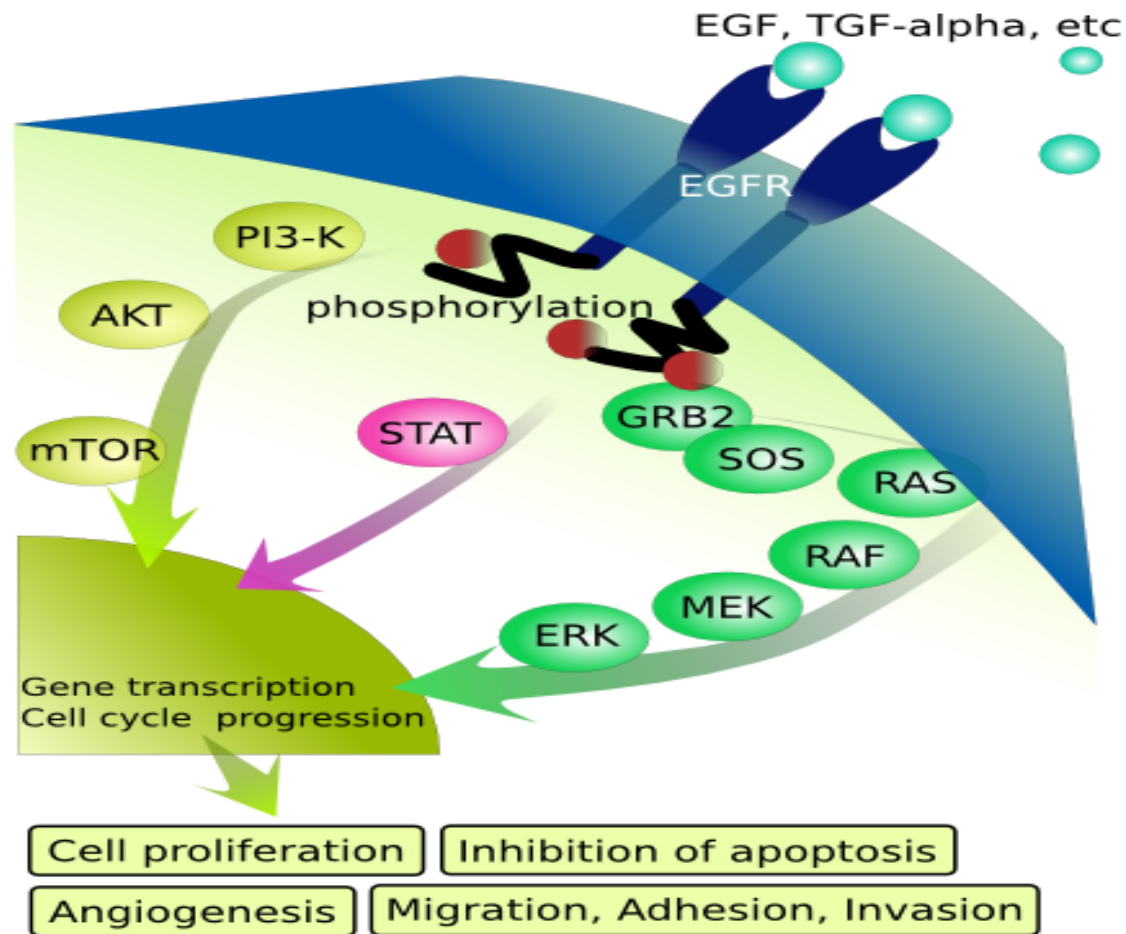 EGF, TGF-alpha, etc
EGFR
PI3-K
AKT
phosphorylation
mTOR
STAT
GRB2
SOS
RAS
RAF
MEK
ERK
Gene transcription
Cell cycle progression
Cell proliferation
Inhibition of apoptosis
Angiogenesis
Migration, Adhesion, Invasion